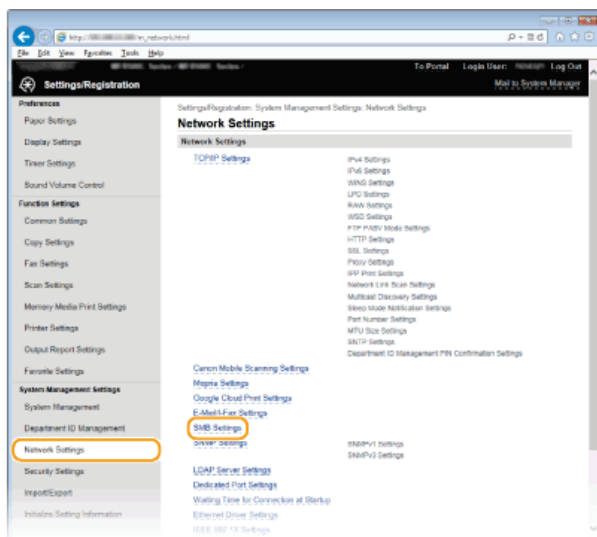 File Edit View Favorites Tools Help
To Portal Login User: Log Out
Settings/Registration
Mail to System Manager
Preferences
Paper Settings
Display Settings
Timer Settings
Sound Volume Control
Function Settings
Common Settings
Copy Settings
Fax Settings
Scan Settings
Memory Media Print Settings
Printer Settings
Output Report Settings
Favorite Settings
System Management Settings
System Management
Department ID Management
Network Settings
Security Settings
Import/Export
Initialize Setting Information
Settings/Registration: System Management Settings: Network Settings
Network Settings
Network Settings
TCP/IP Settings
IPv4 Settings
IPv6 Settings
WINS Settings
LPD Settings
RAW Settings
WSD Settings
FTP PASV Mode Settings
HTTP Settings
SSL Settings
Proxy Settings
IPP Print Settings
Network Link Scan Settings
Multicast Discovery Settings
Sleep Mode Notification Settings
Port Number Settings
MTU Size Settings
SNTP Settings
Department ID Management PIN Confirmation Settings
Canon Mobile Scanning Settings
Mopria Settings
Google Cloud Print Settings
E-Mail/I-Fax Settings
SMB Settings
SNMP Settings
SNMPv1 Settings
SNMPv3 Settings
LDAP Server Settings
Dedicated Port Settings
Waiting Time for Connection at Startup
Ethernet Driver Settings
IEEE 802.1X Settings